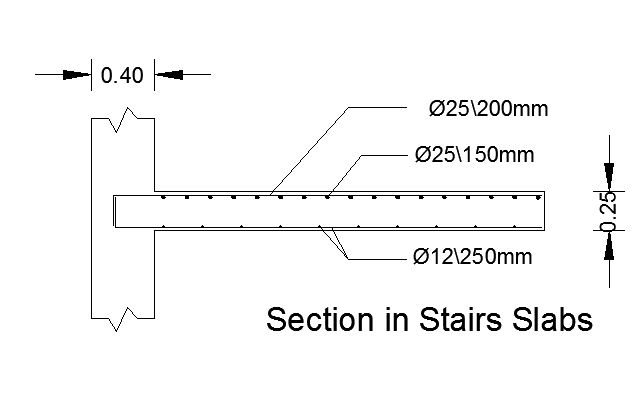 0.40
Ø25\200mm
Ø25\150mm
0.25
Ø12\250mm
Section in Stairs Slabs